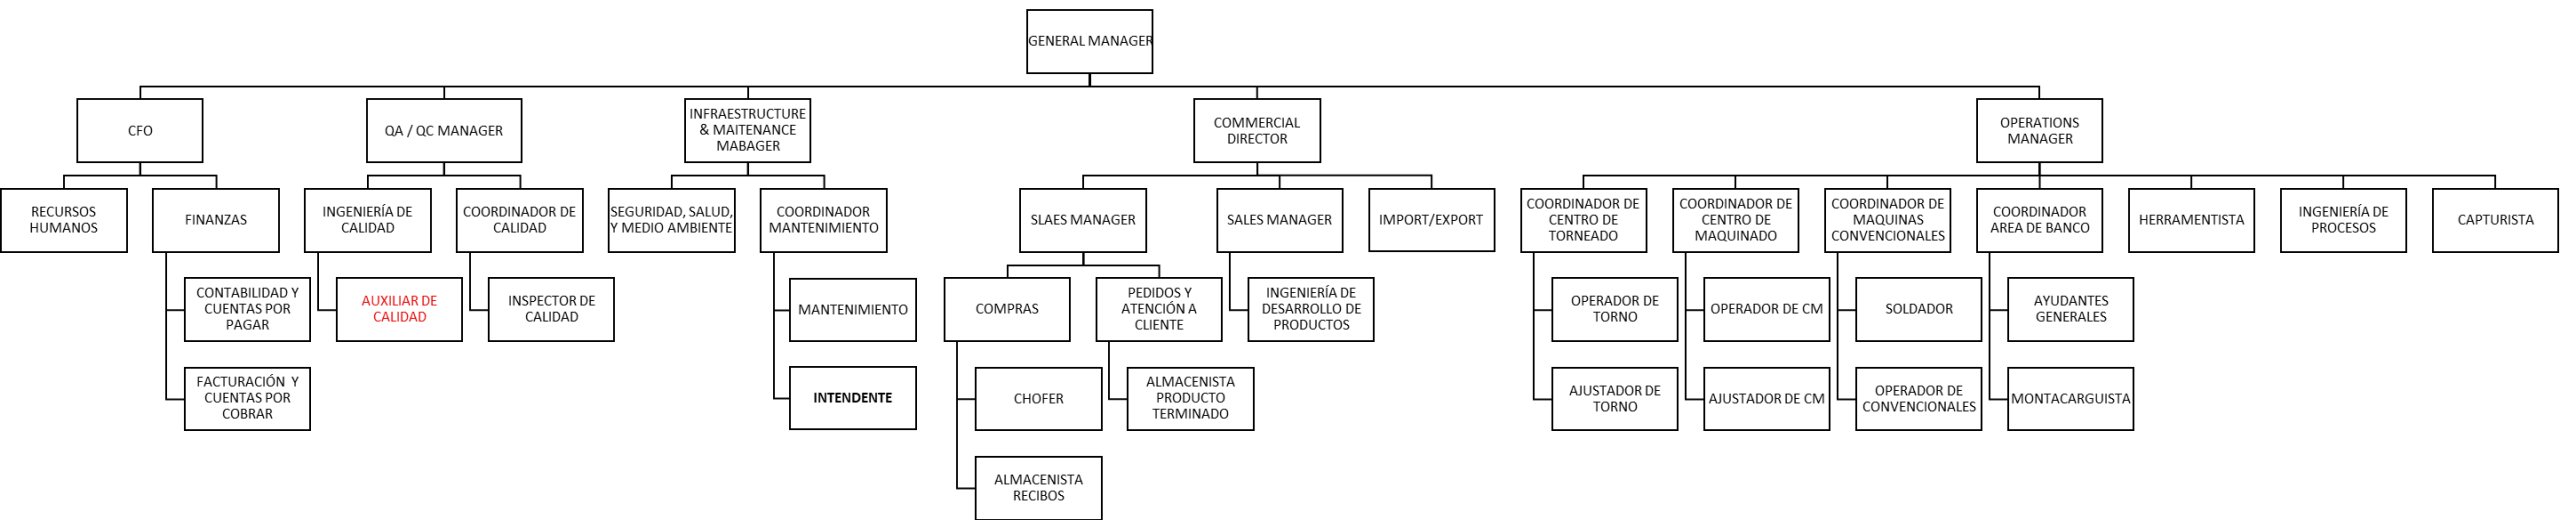 GENERAL MANAGER
CFO
QA / QC MANAGER
INFRAESTRUCTURE
& MAITENANCE
MABAGER
COMMERCIAL
DIRECTOR
OPERATIONS
MANAGER
RECURSOS
HUMANOS
FINANZAS
INGENIERÍA DE
CALIDAD
COORDINADOR DE
CALIDAD
SEGURIDAD, SALUD,
Y MEDIO AMBIENTE
COORDINADOR
MANTENIMIENTO
SLAES MANAGER
SALES MANAGER
IMPORT/EXPORT
COORDINADOR DE
CENTRO DE
TORNEADO
COORDINADOR DE
CENTRO DE
MAQUINADO
COORDINADOR DE
MAQUINAS
CONVENCIONALES
COORDINADOR
AREA DE BANCO
HERRAMENTISTA
INGENIERÍA DE
PROCESOS
CAPTURISTA
CONTABILIDAD Y
CUENTAS POR
PAGAR
AUXILIAR DE
CALIDAD
INSPECTOR DE
CALIDAD
MANTENIMIENTO
COMPRAS
PEDIDOS Y
ATENCIÓN A
CLIENTE
INGENIERÍA DE
DESARROLLO DE
PRODUCTOS
OPERADOR DE
TORNO
OPERADOR DE CM
SOLDADOR
AYUDANTES
GENERALES
FACTURACIÓN Y
CUENTAS POR
COBRAR
INTENDENTE
CHOFER
ALMACENISTA
PRODUCTO
TERMINADO
AJUSTADOR DE
TORNO
AJUSTADOR DE CM
OPERADOR DE
CONVENCIONALES
MONTACARGUISTA
ALMACENISTA
RECIBOS